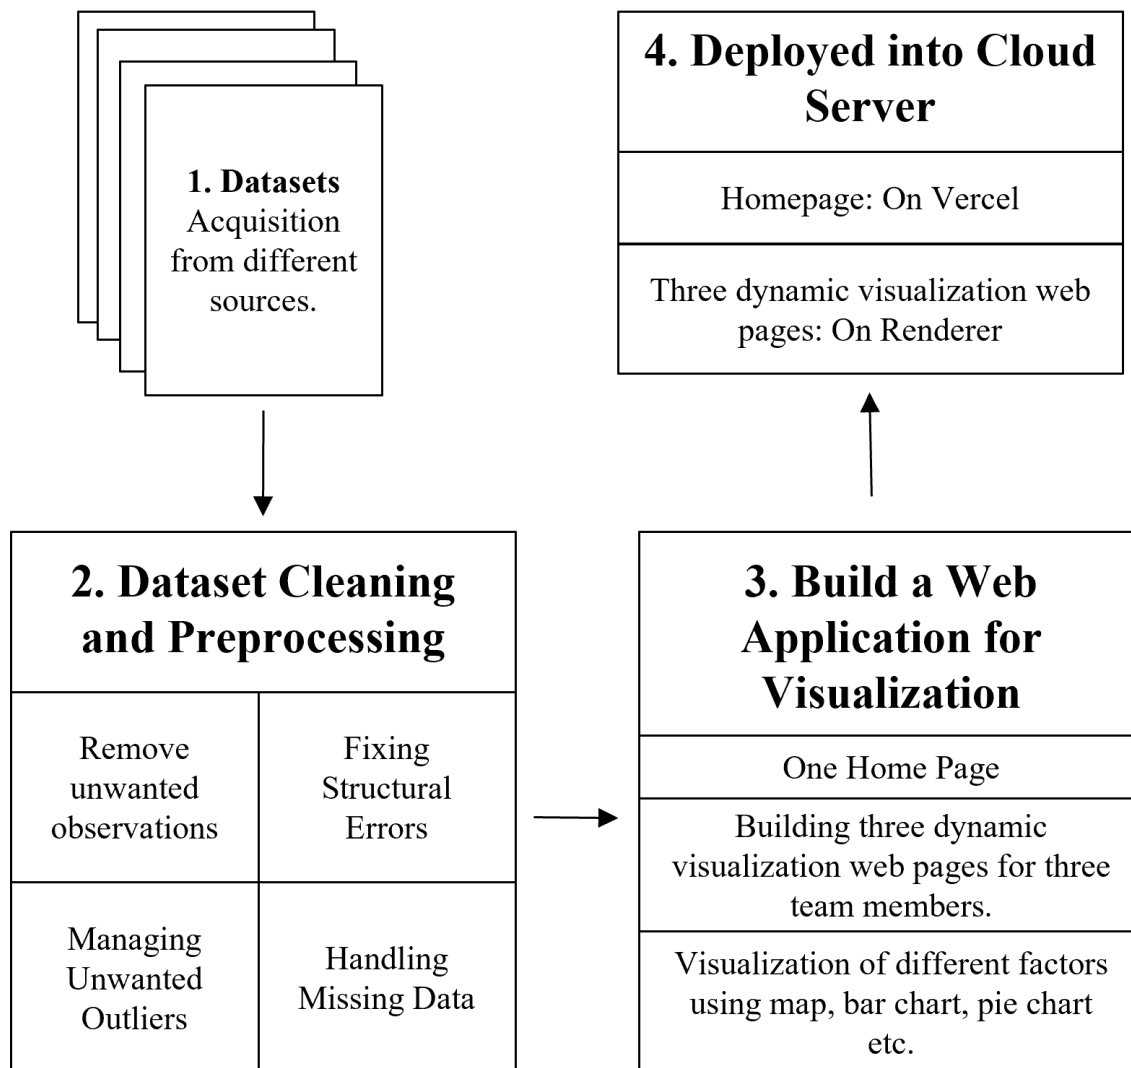 1. Datasets
Acquisition
from different
sources.
2. Dataset Cleaning
and Preprocessing
Remove
unwanted
observations
Fixing
Structural
Errors
Managing
Unwanted
Outliers
Handling
Missing Data
3. Build a Web
Application for
Visualization
One Home Page
Building three dynamic
visualization web pages for three
team members.
Visualization of different factors
using map, bar chart, pie chart
etc.
4. Deployed into Cloud
Server
Homepage: On Vercel
Three dynamic visualization web
pages: On Renderer